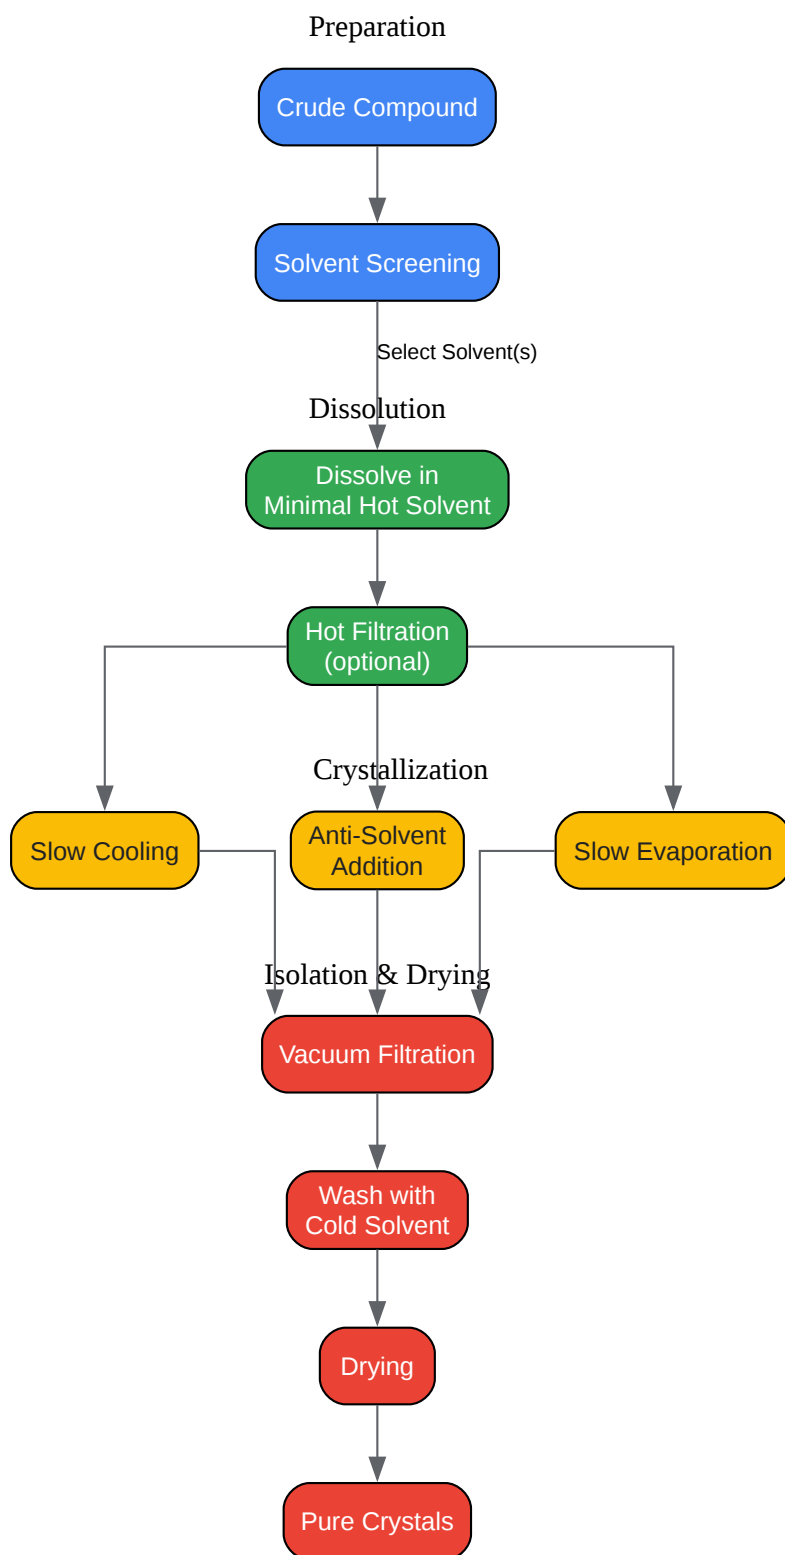 Preparation
Crude Compound
Solvent Screening
Select Solvent(s)
Dissolution
Dissolve in
Minimal Hot Solvent
Hot Filtration
(optional)
Crystallization
Slow Cooling
Anti-Solvent
Addition
Slow Evaporation
Isolation & Drying
Vacuum Filtration
Wash with
Cold Solvent
Drying
Pure Crystals